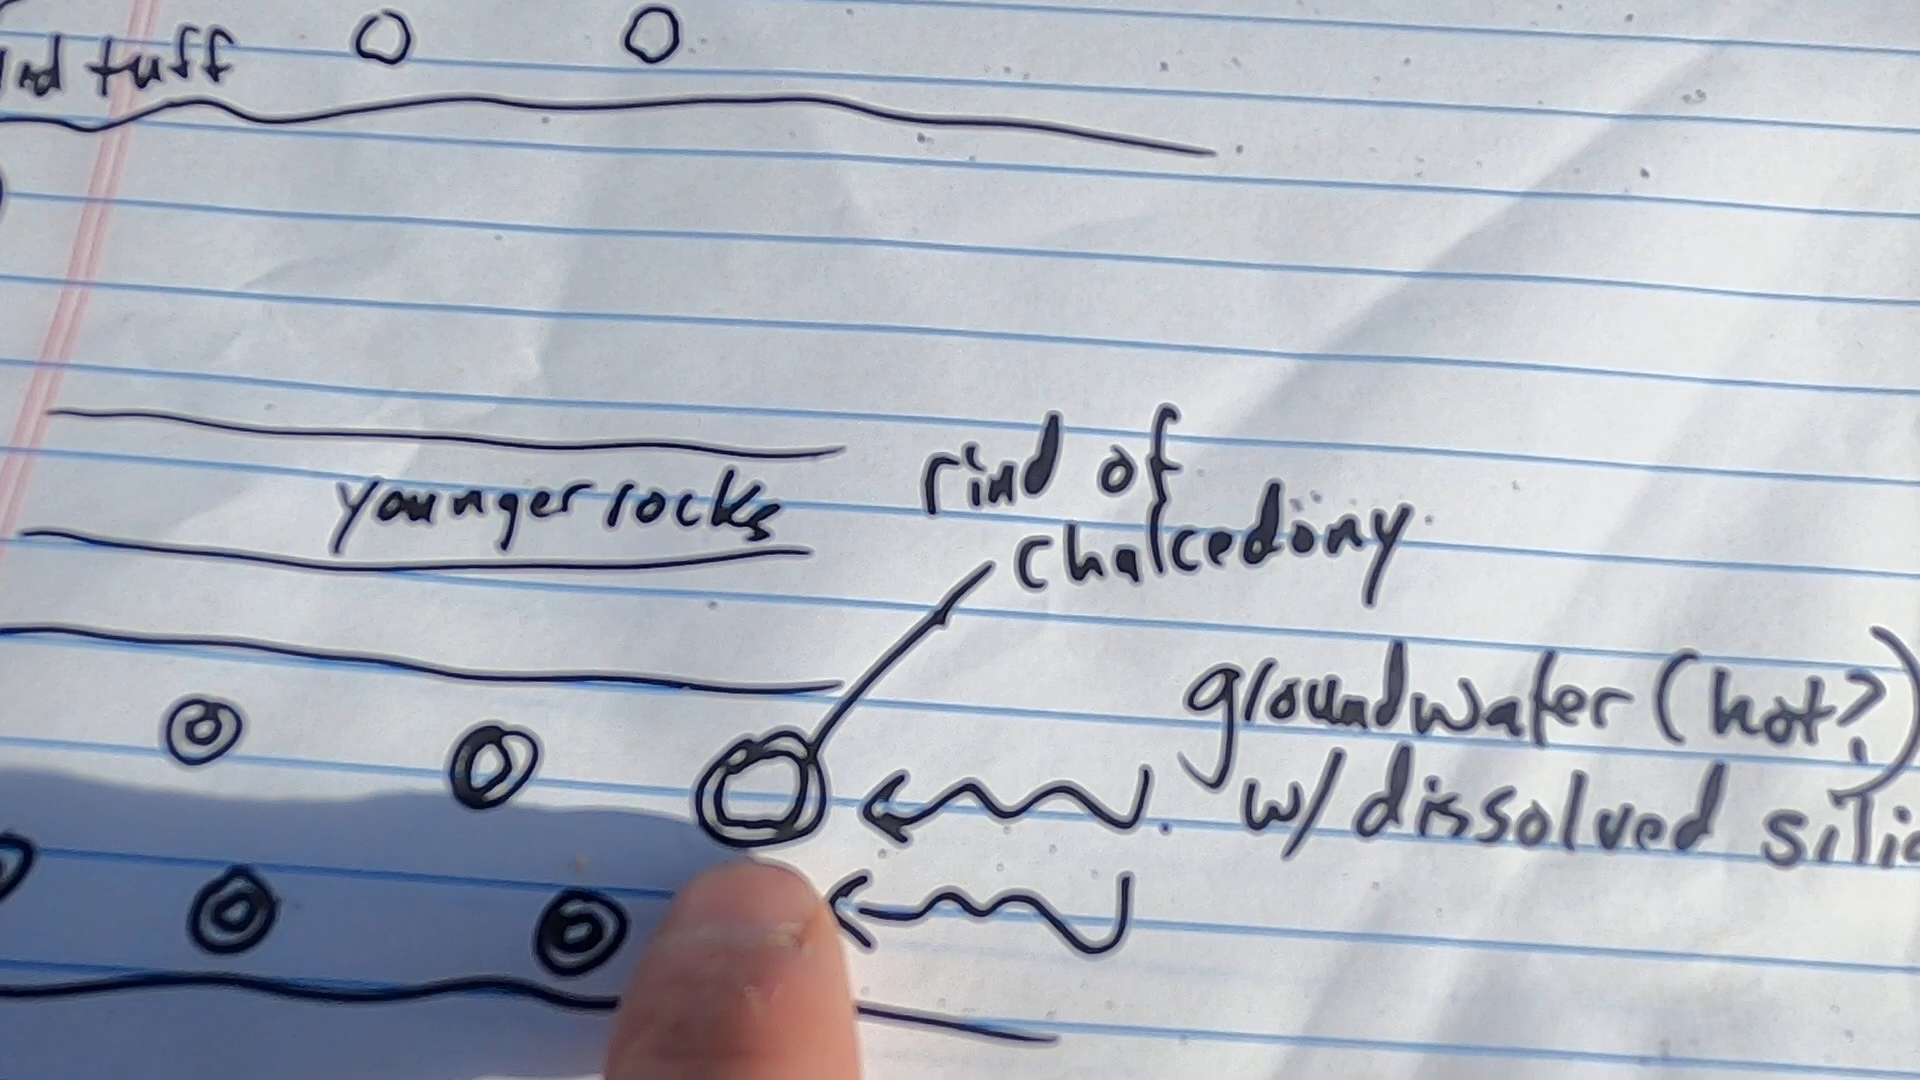 tuff
younger rocks
rind of
chalcedony
groundwater (hot?)
w/ dissolved